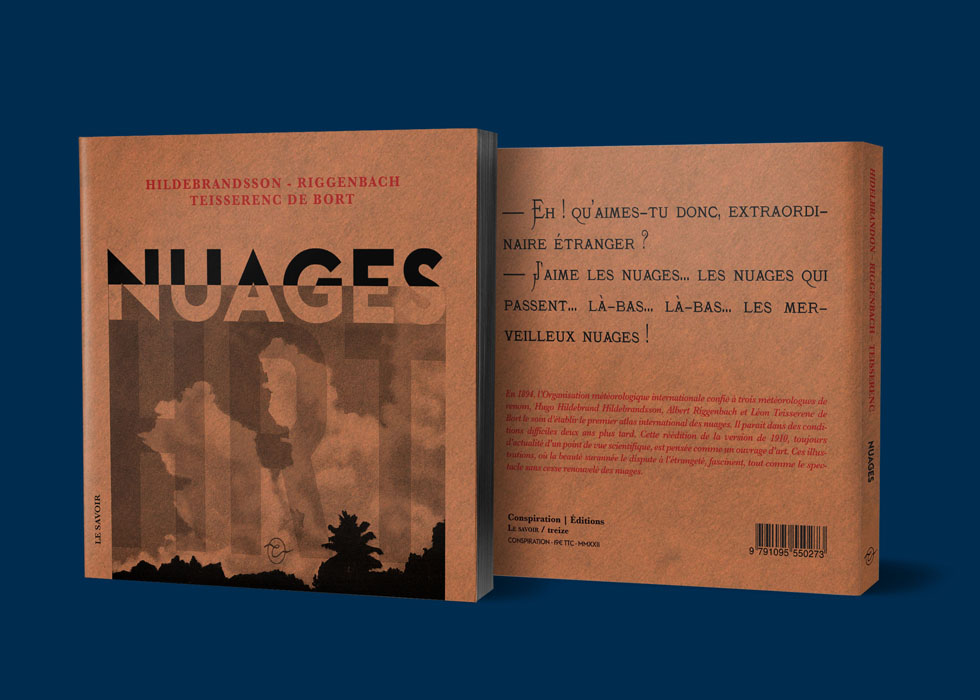 HILDEBRANDSSON - RIGGENBACH
TEISSERENC DE BORT
NUAGES
HRT
LE SAVOIR
— EH ! QU'AIMES-TU DONC, EXTRAORDI-
NAIRE ÉTRANGER ?
— J'AIME LES NUAGES... LES NUAGES QUI
PASSENT... LÀ-BAS... LÀ-BAS... LES MER-
VEILLEUX NUAGES !
En 1894, l'Organisation météorologique internationale confie à trois météorologues de
renom, Hugo Hildebrand Hildebrandsson, Albert Riggenbach et Léon Teisserenc de
Bort le soin d'établir le premier atlas international des nuages. Il paraît dans des condi-
tions difficiles deux ans plus tard. Cette réédition de la version de 1910, toujours
d'actualité d'un point de vue scientifique, est pensée comme un ouvrage d'art. Ces illus-
trations, où la beauté surannée le dispute à l'étrangeté, fascinent, tout comme le spec-
tacle sans cesse renouvelé des nuages.
Conspiration | Éditions
LE SAVOIR / treize
CONSPIRATION - 19€ TTC - MMXXII
9 791095 550273
HIDELBRANDON - RIGGENBACH - TEISSERENC
NUAGES